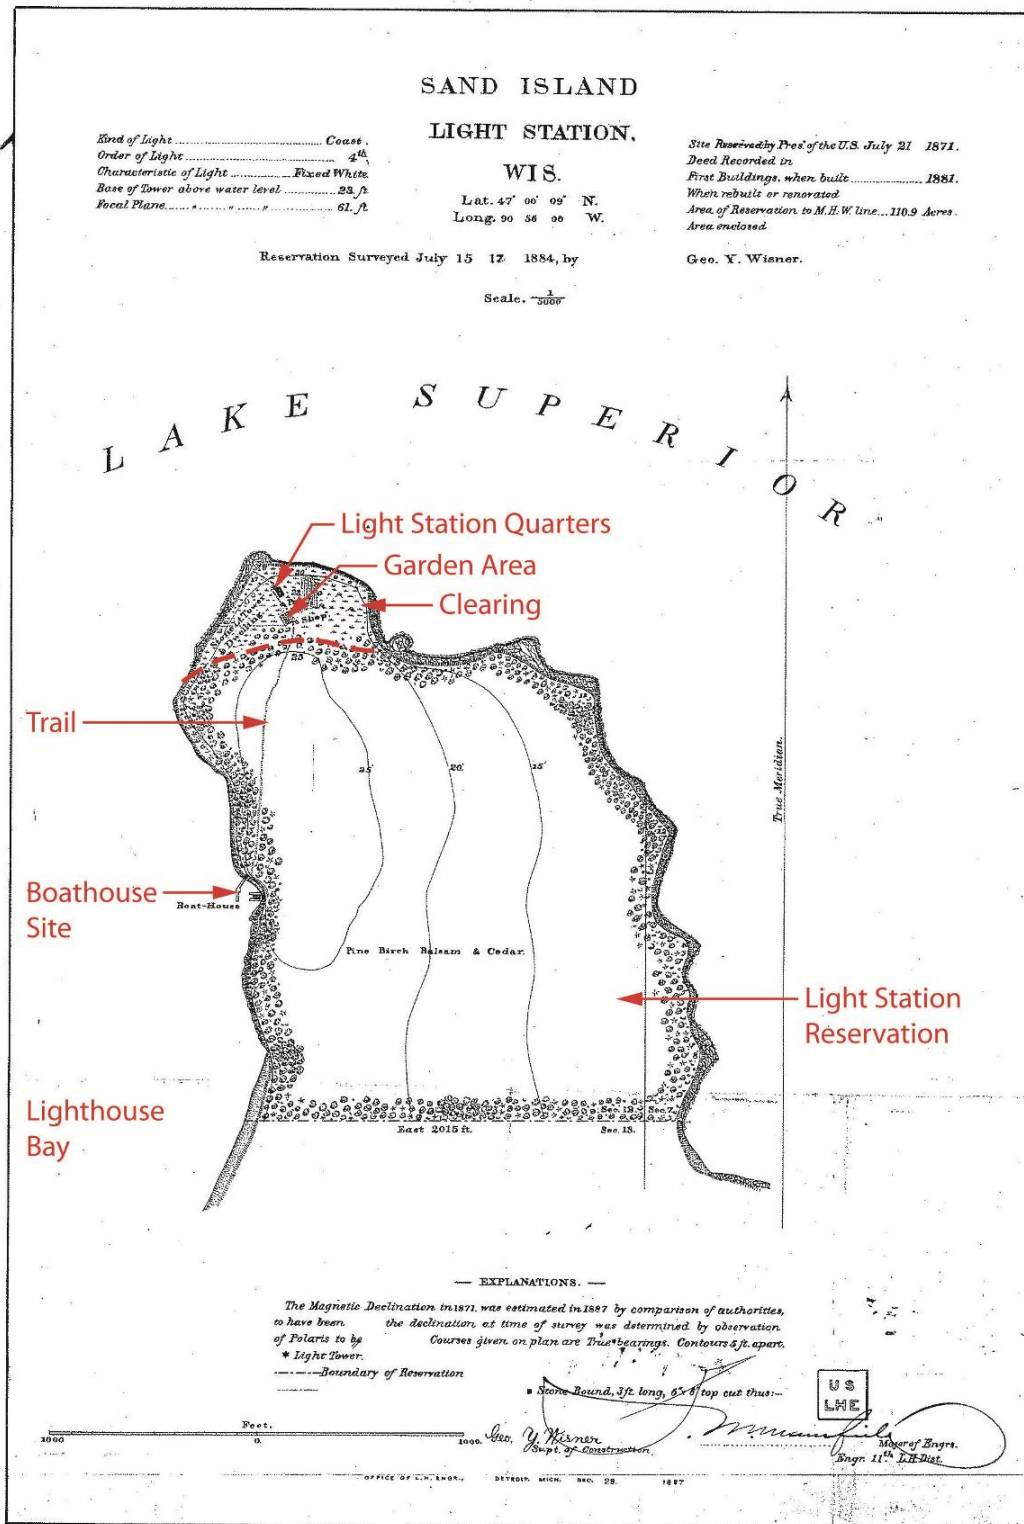 SAND ISLAND
LIGHT STATION,
WIS.
Lat. 47° 00' 09" N.
Long. 90 56 00 W.
Kind of Light ........ Coast.
Order of Light ........ 4th
Characteristic of Light ........ Fixed White.
Base of Tower above water level ........ 23. ft.
Focal Plane .... " .... " .... " ........ 61. ft.
Site Reserved by Pres.t of the U.S. July 21 1871.
Deed Recorded in
First Buildings, when built ........ 1881.
When rebuilt or renovated
Area of Reservation to M.H.W. line ... 110.9 Acres.
Area enclosed
Reservation Surveyed July 15 17 1884, by Geo. Y. Wisner.
Scale. 1/5000
LAKE SUPERIOR
Light Station Quarters
Garden Area
Clearing
Shop.
& Dwelling
25
Trail
25'
20'
15'
True Meridian.
Boathouse
Site
Boat-House
Pine Birch Balsam & Cedar.
Light Station
Reservation
Lighthouse
Bay
Sec. 12. Sec. 7.
East 2015 ft.
Sec. 13.
— EXPLANATIONS. —
The Magnetic Declination in 1871, was estimated in 1887 by comparison of authorities,
to have been the declination at time of survey was determined by observation
of Polaris to be Courses given on plan are True bearings. Contours 5 ft. apart.
* Light Tower.
Boundary of Reservation
Stone Bound, 3ft. long, 6"x 6" top cut thus:—
US
LHE
Feet.
1000 0. 1000.
Geo. Y. Wisner
Supt. of Construction
Major of Engrs.
Engr. 11th L.H. Dist.
OFFICE OF L.H. ENGR., DETROIT, MICH. DEC. 28. 1887